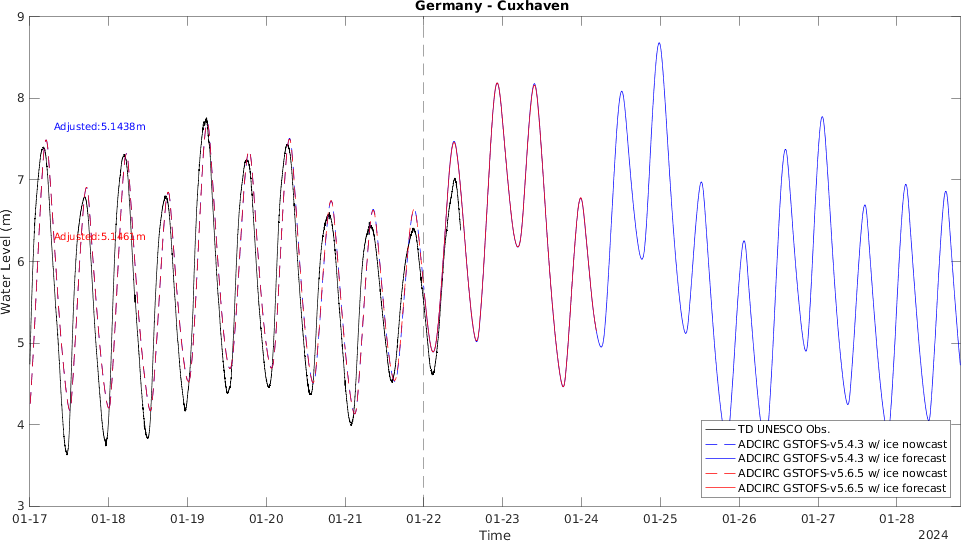 Germany - Cuxhaven
9
8
7
6
5
4
3
Water Level (m)
Adjusted:5.1438m
Adjusted:5.1461m
TD UNESCO Obs.
ADCIRC GSTOFS-v5.4.3 w/ ice nowcast
ADCIRC GSTOFS-v5.4.3 w/ ice forecast
ADCIRC GSTOFS-v5.6.5 w/ ice nowcast
ADCIRC GSTOFS-v5.6.5 w/ ice forecast
01-17 01-18 01-19 01-20 01-21 01-22 01-23 01-24 01-25 01-26 01-27 01-28
Time
2024